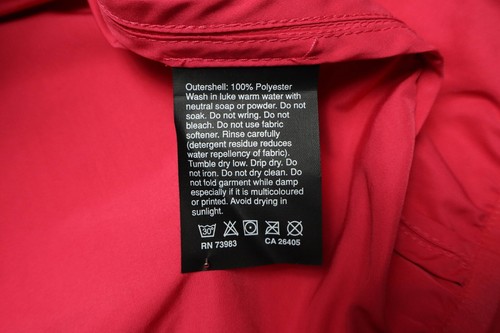 Outershell: 100% Polyester
Wash in luke warm water with
neutral soap or powder. Do not
soak. Do not wring. Do not
bleach. Do not use fabric
softener. Rinse carefully
(detergent residue reduces
water repellency of fabric).
Tumble dry low. Drip dry. Do
not iron. Do not dry clean. Do
not fold garment while damp
especially if it is multicoloured
or printed. Avoid drying in
sunlight.
30°
RN 73983 CA 26405